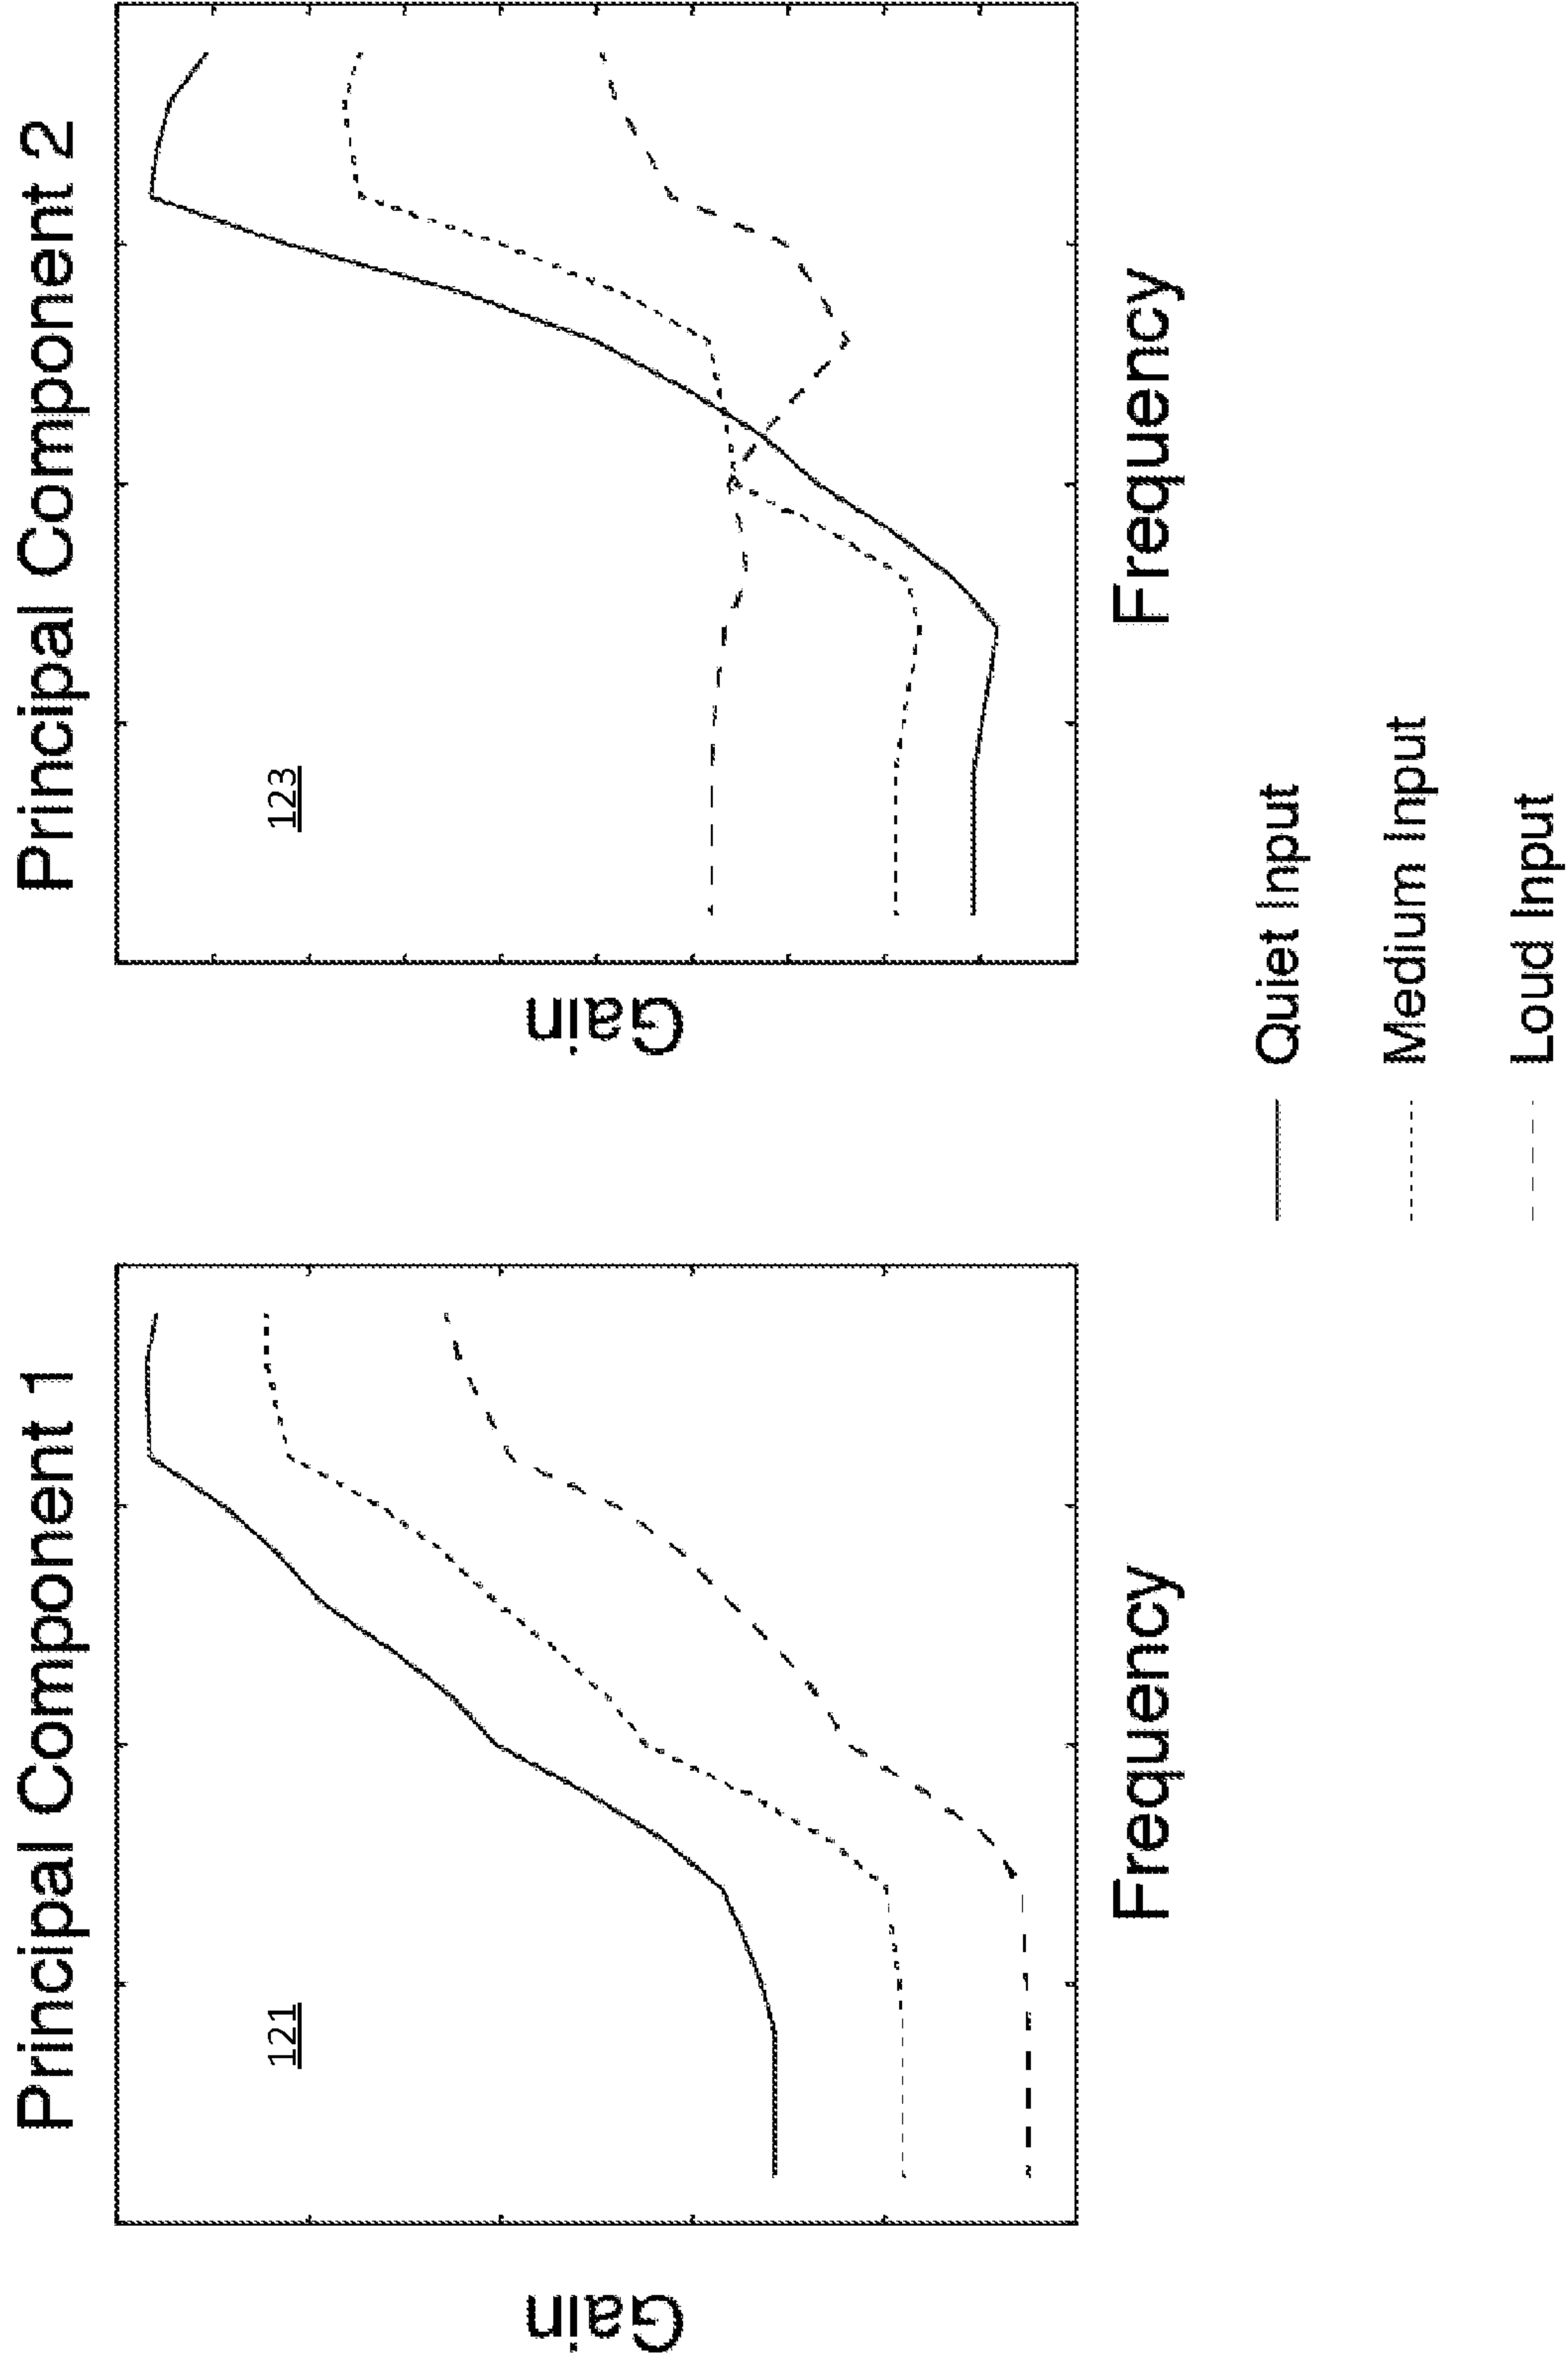 Principal Component 1
121
Gain
Frequency
Principal Component 2
123
Gain
Frequency
Quiet Input
Medium Input
Loud Input